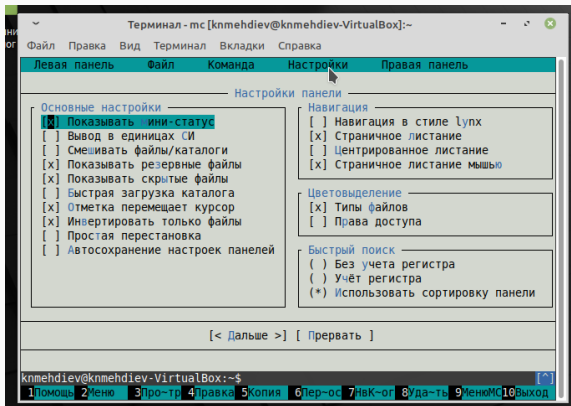 Терминал - mc [knmehdiev@knmehdiev-VirtualBox]:~
Файл Правка Вид Терминал Вкладки Справка
Левая панель Файл Команда Настройки Правая панель
Настройки панели
Основные настройки
[x] Показывать мини-статус
[ ] Вывод в единицах СИ
[ ] Смешивать файлы/каталоги
[x] Показывать резервные файлы
[x] Показывать скрытые файлы
[ ] Быстрая загрузка каталога
[x] Отметка перемещает курсор
[x] Инвертировать только файлы
[ ] Простая перестановка
[ ] Автосохранение настроек панелей
Навигация
[ ] Навигация в стиле lynx
[x] Страничное листание
[ ] Центрированное листание
[x] Страничное листание мышью
Цветовыделение
[x] Типы файлов
[ ] Права доступа
Быстрый поиск
( ) Без учета регистра
( ) Учёт регистра
(*) Использовать сортировку панели
[< Дальше >] [ Прервать ]
knmehdiev@knmehdiev-VirtualBox:~$ [^]
1Помощь 2Меню 3Про~тр 4Правка 5Копия 6Пер~ос 7НвК~ог 8Уда~ть 9МенюMC 10Выход